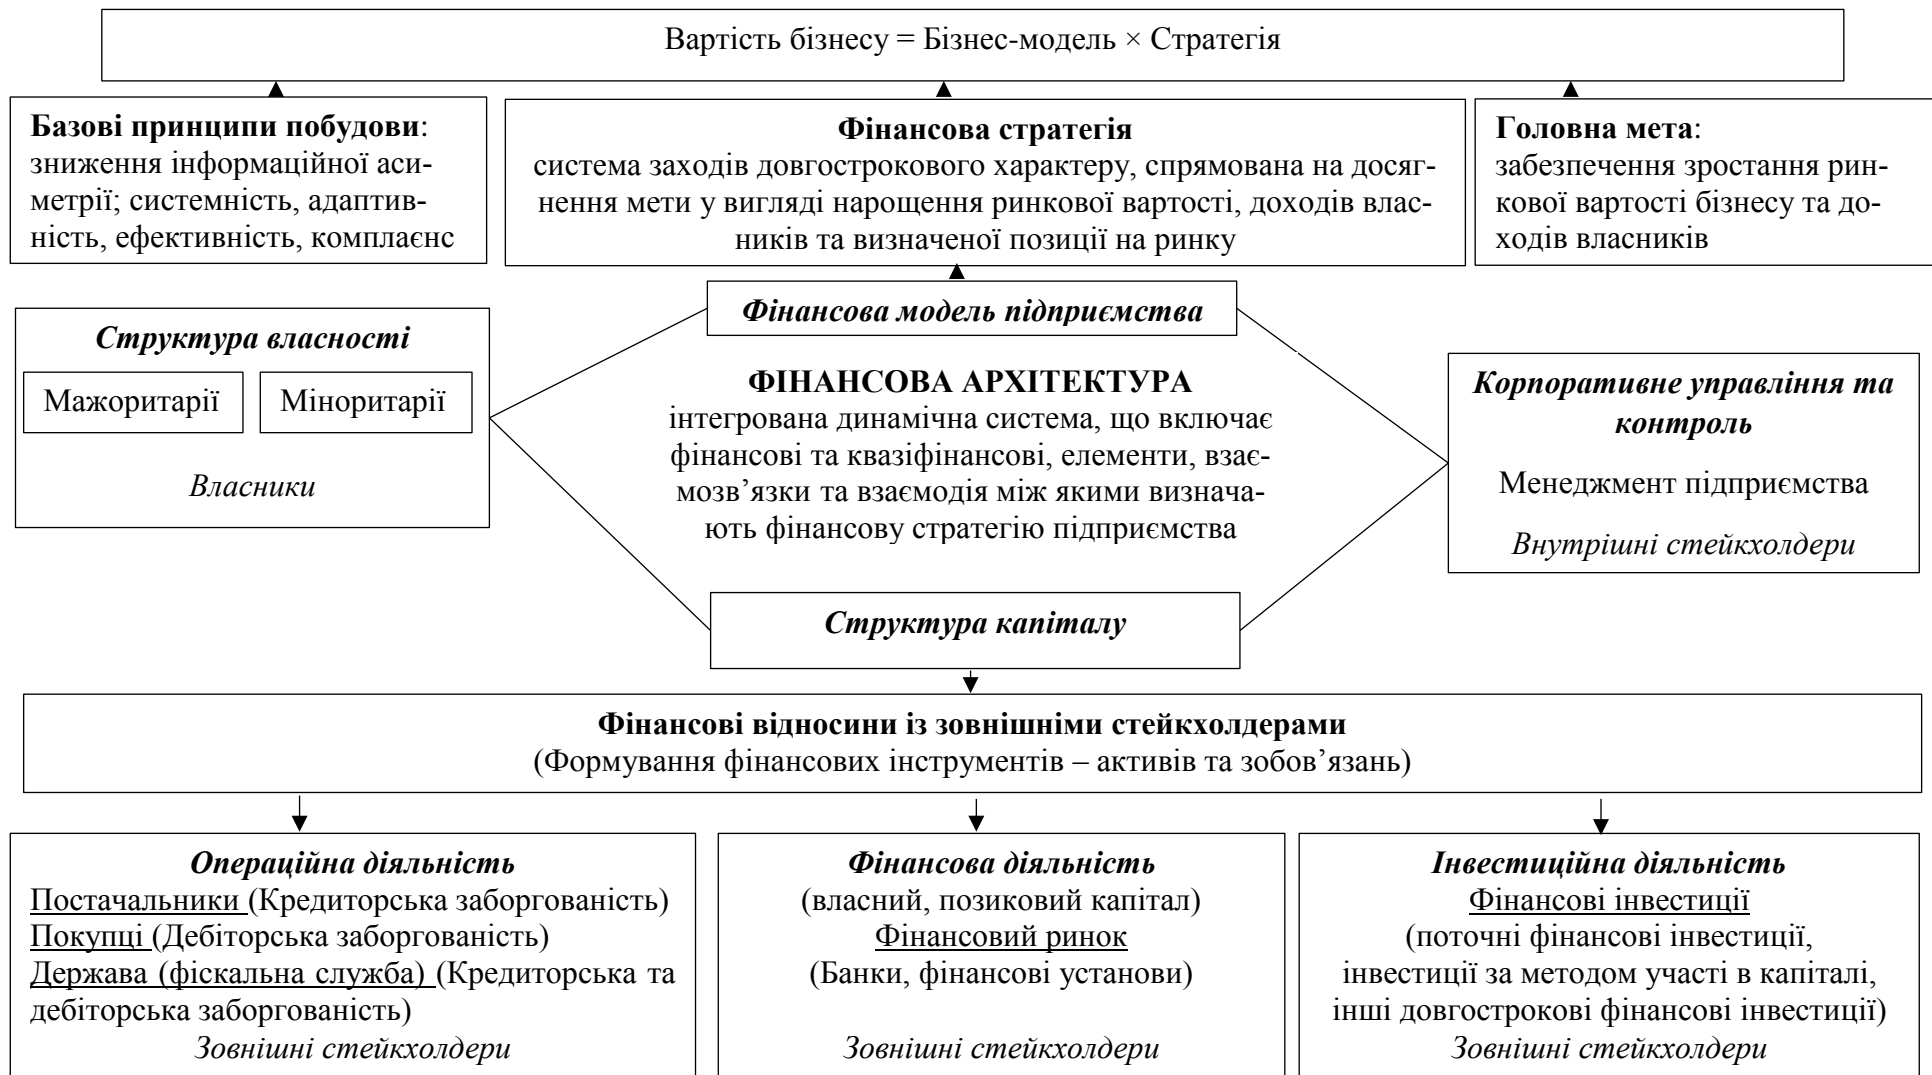 Вартість бізнесу = Бізнес-модель × Стратегія
Базові принципи побудови:
зниження інформаційної аси-
метрії; системність, адаптив-
ність, ефективність, комплаєнс
Фінансова стратегія
система заходів довгострокового характеру, спрямована на досяг-
нення мети у вигляді нарощення ринкової вартості, доходів влас-
ників та визначеної позиції на ринку
Головна мета:
забезпечення зростання рин-
кової вартості бізнесу та до-
ходів власників
Фінансова модель підприємства
Структура власності
Мажоритарії
Міноритарії
Власники
ФІНАНСОВА АРХІТЕКТУРА
інтегрована динамічна система, що включає
фінансові та квазіфінансові, елементи, взає-
мозв'язки та взаємодія між якими визнача-
ють фінансову стратегію підприємства
Корпоративне управління та
контроль
Менеджмент підприємства
Внутрішні стейкхолдери
Структура капіталу
Фінансові відносини із зовнішніми стейкхолдерами
(Формування фінансових інструментів – активів та зобов’язань)
Операційна діяльність
Постачальники (Кредиторська заборгованість)
Покупці (Дебіторська заборгованість)
Держава (фіскальна служба) (Кредиторська та
дебіторська заборгованість)
Зовнішні стейкхолдери
Фінансова діяльність
(власний, позиковий капітал)
Фінансовий ринок
(Банки, фінансові установи)
Зовнішні стейкхолдери
Інвестиційна діяльність
Фінансові інвестиції
(поточні фінансові інвестиції,
інвестиції за методом участі в капіталі,
інші довгострокові фінансові інвестиції)
Зовнішні стейкхолдери